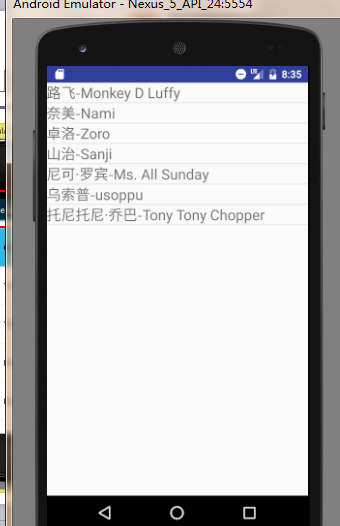 Android Emulator - Nexus_5_API_24:5554
8:35
路飞-Monkey D Luffy
奈美-Nami
卓洛-Zoro
山治-Sanji
尼可·罗宾-Ms. All Sunday
乌索普-usoppu
托尼托尼·乔巴-Tony Tony Chopper